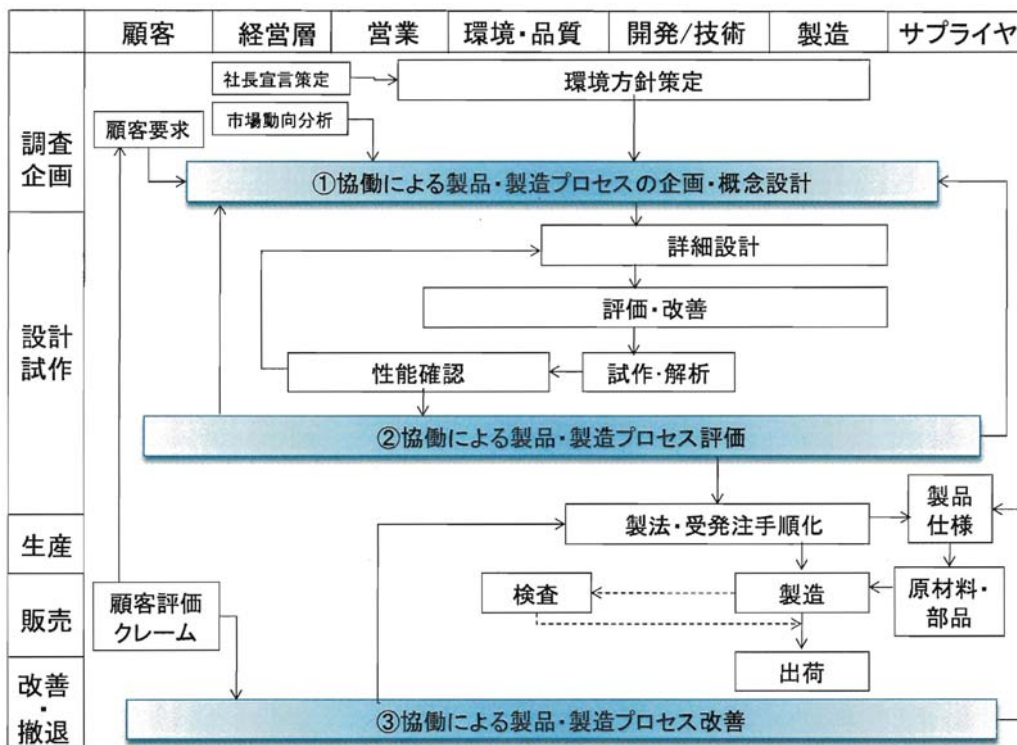 顧客 経営層 営業 環境・品質 開発/技術 製造 サプライヤ
調査
企画
社長宣言策定
環境方針策定
市場動向分析
顧客要求
①協働による製品・製造プロセスの企画・概念設計
設計
試作
詳細設計
評価・改善
性能確認
試作・解析
②協働による製品・製造プロセス評価
生産
製法・受発注手順化
製品
仕様
販売
顧客評価
クレーム
検査
製造
原材料・
部品
出荷
改善
・
撤退
③協働による製品・製造プロセス改善